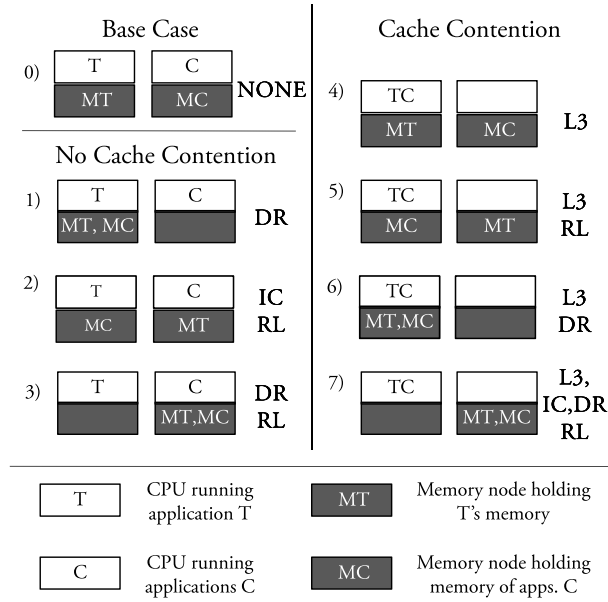 Base Case
0)
T
C
MT
MC
NONE
No Cache Contention
1)
T
C
MT, MC
DR
2)
T
C
MC
MT
IC
RL
3)
T
C
MT,MC
DR
RL
Cache Contention
4)
TC
MT
MC
L3
5)
TC
MC
MT
L3
RL
6)
TC
MT,MC
L3
DR
7)
TC
MT,MC
L3,
IC,DR
RL
T
CPU running
application T
MT
Memory node holding
T's memory
C
CPU running
applications C
MC
Memory node holding
memory of apps. C